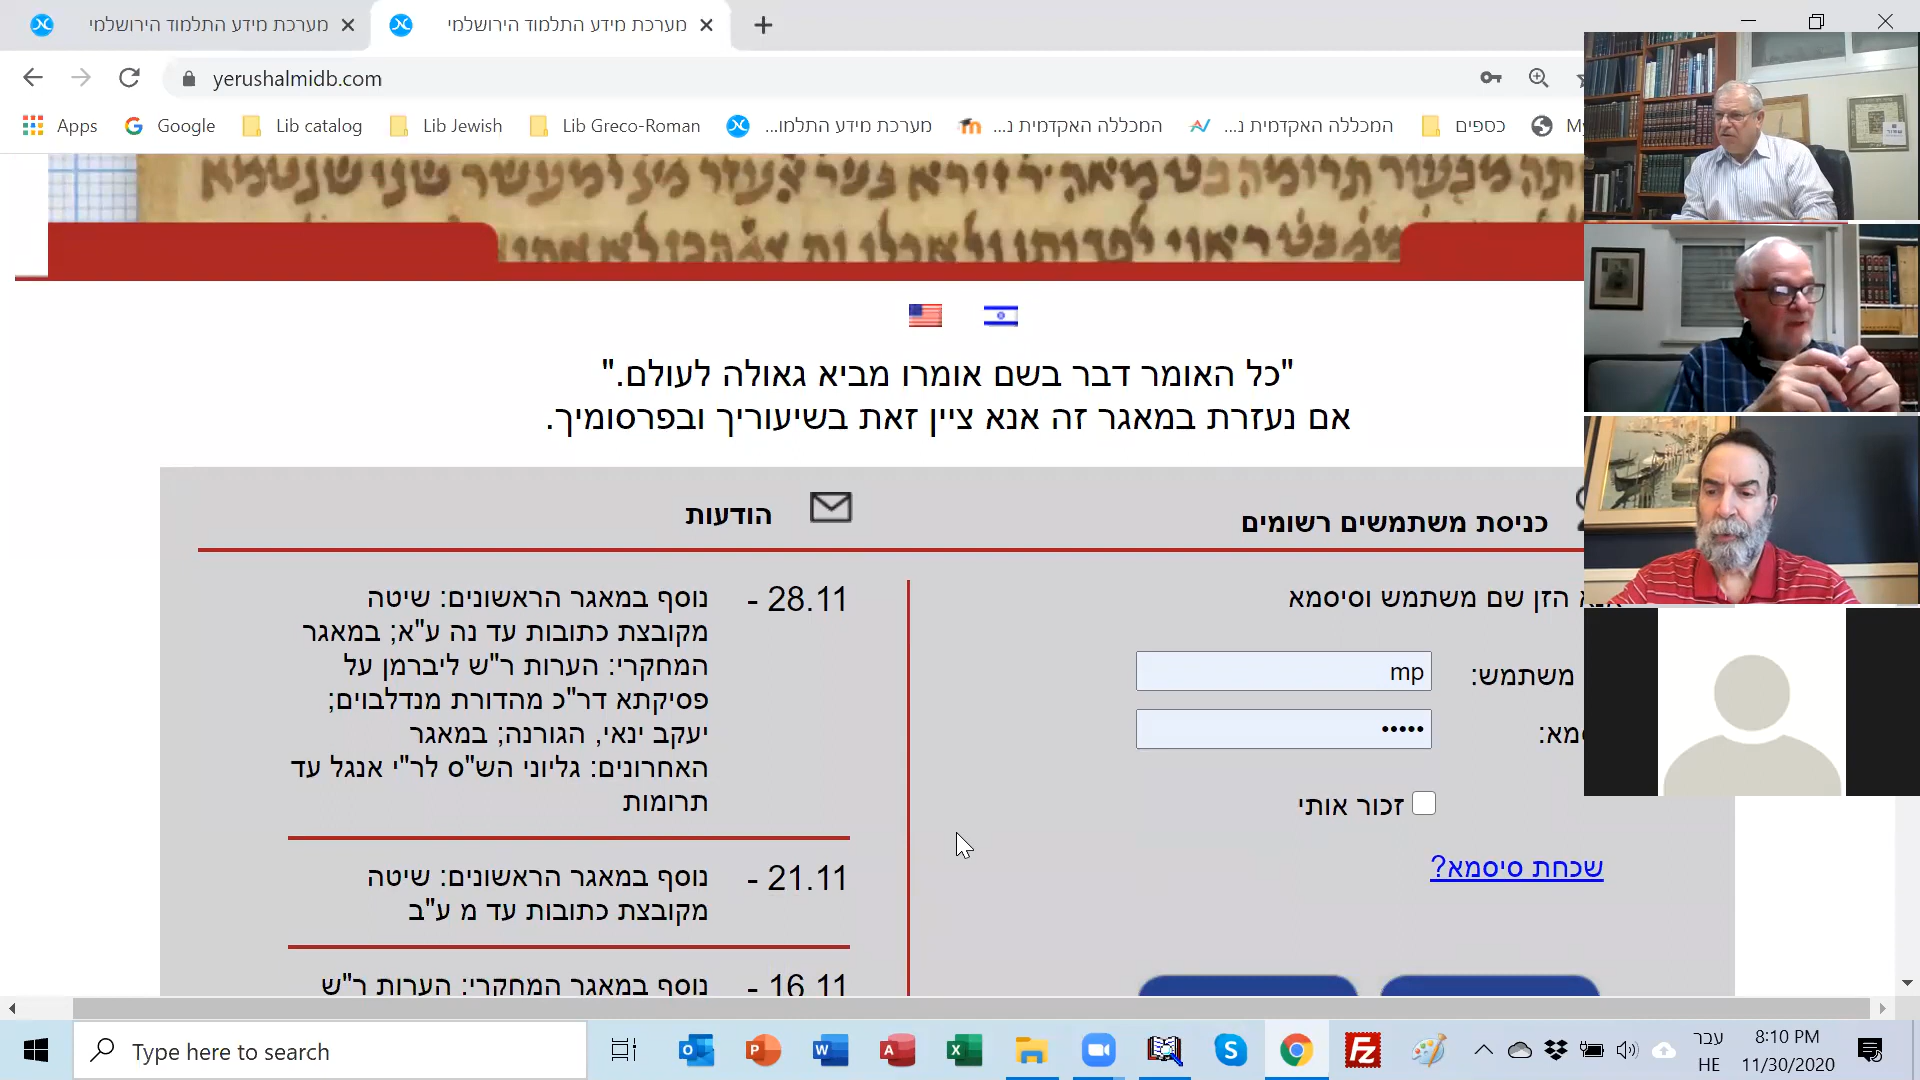 מערכת מידע התלמוד הירושלמי
מערכת מידע התלמוד הירושלמי
yerushalmidb.com
Apps
Google
Lib catalog
Lib Jewish
Lib Greco-Roman
מערכת מידע התלמו...
המכללה האקדמית נ...
המכללה האקדמית נ...
כספים
"כל האומר דבר בשם אומרו מביא גאולה לעולם."
אם נעזרת במאגר זה אנא ציין זאת בשיעוריך ובפרסומיך.
כניסת משתמשים רשומים
הזן שם משתמש וסיסמא
משתמש:
mp
•••••
זכור אותי
שכחת סיסמא?
הודעות
28.11 -
נוסף במאגר הראשונים: שיטה
מקובצת כתובות עד נה ע"א; במאגר
המחקרי: הערות ר"ש ליברמן על
פסיקתא דר"כ מהדורת מנדלבוים;
יעקב ינאי, הגורנה; במאגר
האחרונים: גליוני הש"ס לר"י אנגל עד
תרומות
21.11 -
נוסף במאגר הראשונים: שיטה
מקובצת כתובות עד מ ע"ב
16.11 -
נוסף במאגר המחקרי: הערות ר"ש
Type here to search
עבר
HE
8:10 PM
11/30/2020